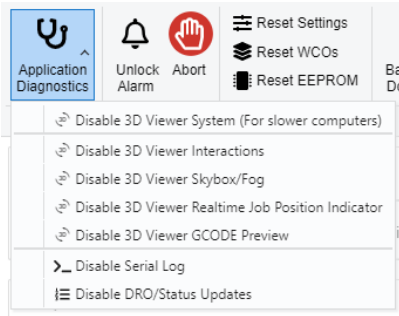 Application
Diagnostics
Unlock
Alarm
Abort
Reset Settings
Reset WCOs
Reset EEPROM
Disable 3D Viewer System (For slower computers)
Disable 3D Viewer Interactions
Disable 3D Viewer Skybox/Fog
Disable 3D Viewer Realtime Job Position Indicator
Disable 3D Viewer GCODE Preview
Disable Serial Log
Disable DRO/Status Updates